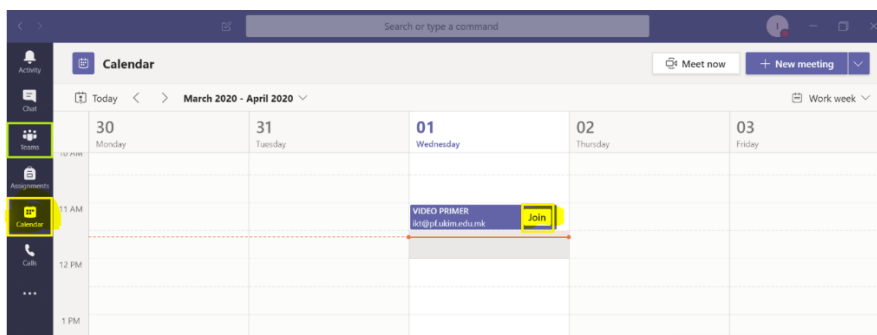 Search or type a command
I
Activity
Chat
Teams
Assignments
Calendar
Calls
Calendar
Meet now
+ New meeting
Today
March 2020 - April 2020
Work week
30
Monday
31
Tuesday
01
Wednesday
02
Thursday
03
Friday
10 AM
11 AM
VIDEO PRIMER
ikt@pf.ukim.edu.mk
Join
12 PM
1 PM